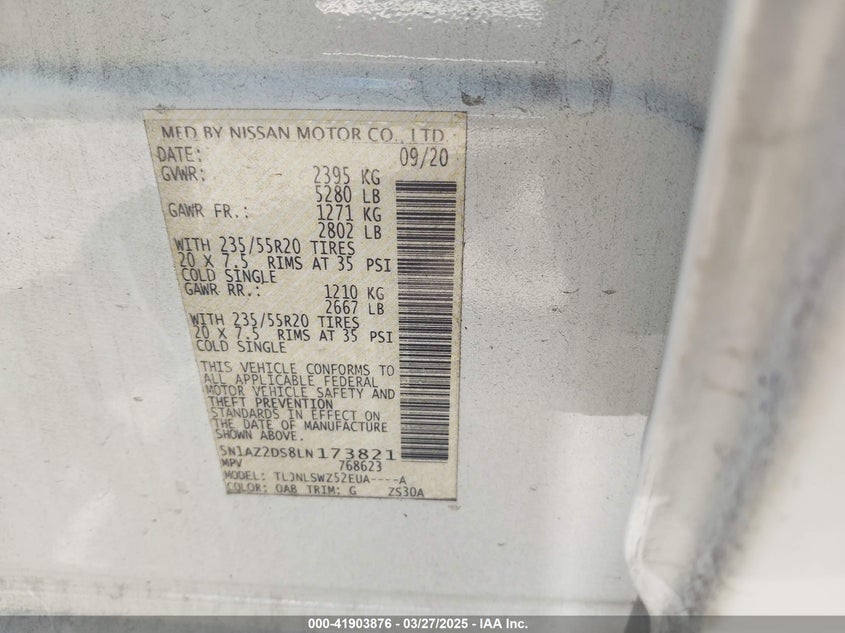 MFD BY NISSAN MOTOR CO., LTD.
DATE: 09/20
GVWR: 2395 KG
5280 LB
GAWR FR.: 1271 KG
2802 LB
WITH 235/55R20 TIRES
20 X 7.5 RIMS AT 35 PSI
COLD SINGLE
GAWR RR.: 1210 KG
2667 LB
WITH 235/55R20 TIRES
20 X 7.5 RIMS AT 35 PSI
COLD SINGLE
THIS VEHICLE CONFORMS TO
ALL APPLICABLE FEDERAL
MOTOR VEHICLE SAFETY AND
THEFT PREVENTION
STANDARDS IN EFFECT ON
THE DATE OF MANUFACTURE
SHOWN ABOVE.
5N1AZ2DS8LN173821
MPV 768623
MODEL: TLJNLSWZ52EUA----A
COLOR: QAB TRIM: G ZS30A
000-41903876 - 03/27/2025 - IAA Inc.